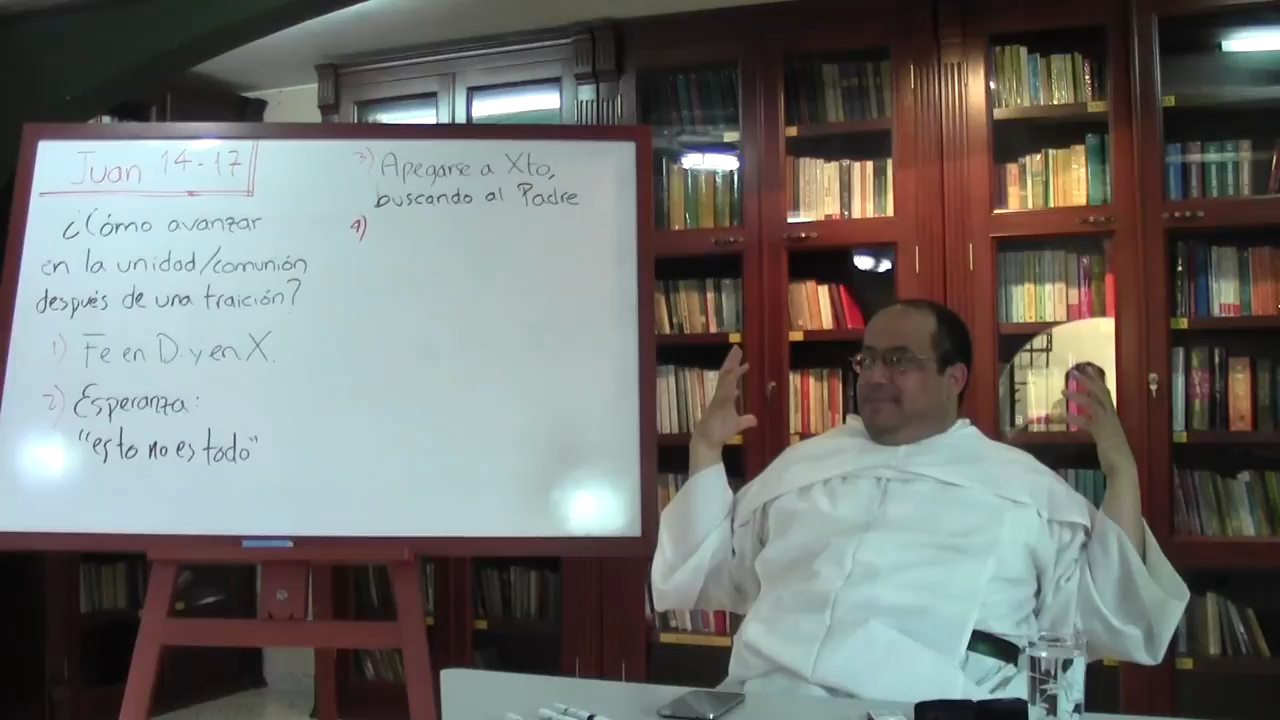 Juan 14-17
¿Cómo avanzar
en la unidad/comunión
después de una traición?
1) Fe en D. y en X.
2) Esperanza:
"esto no es todo"
3) Apegarse a Xto,
buscando al Padre
4)